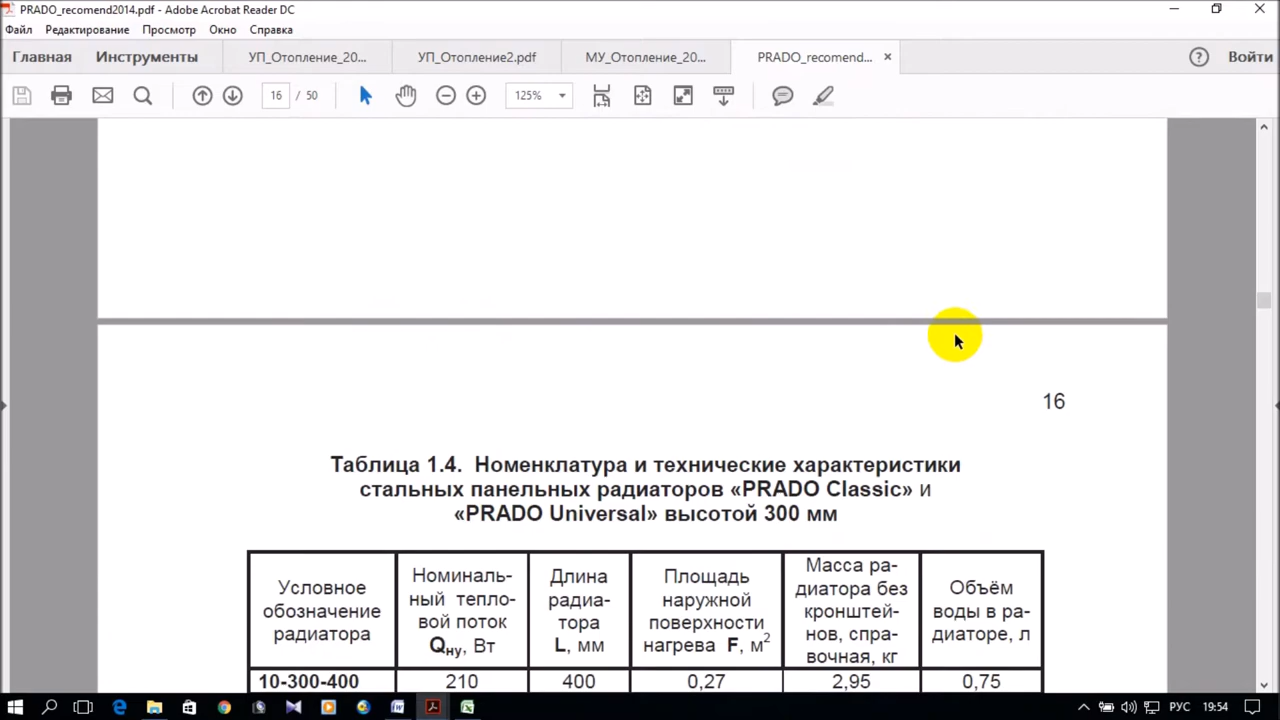 PRADO_recomend2014.pdf - Adobe Acrobat Reader DC
Файл Редактирование Просмотр Окно Справка
Главная Инструменты УП_Отопление_20... УП_Отопление2.pdf МУ_Отопление_20... PRADO_recomend... × ? Войти
16 / 50 125%
16
Таблица 1.4. Номенклатура и технические характеристики
стальных панельных радиаторов «PRADO Classic» и
«PRADO Universal» высотой 300 мм
Условное
обозначение
радиатора
Номиналь-
ный тепло-
вой поток
Qну, Вт
Длина
радиа-
тора
L, мм
Площадь
наружной
поверхности
нагрева F, м²
Масса ра-
диатора без
кронштей-
нов, спра-
вочная, кг
Объём
воды в ра-
диаторе, л
10-300-400 210 400 0,27 2,95 0,75
РУС 19:54